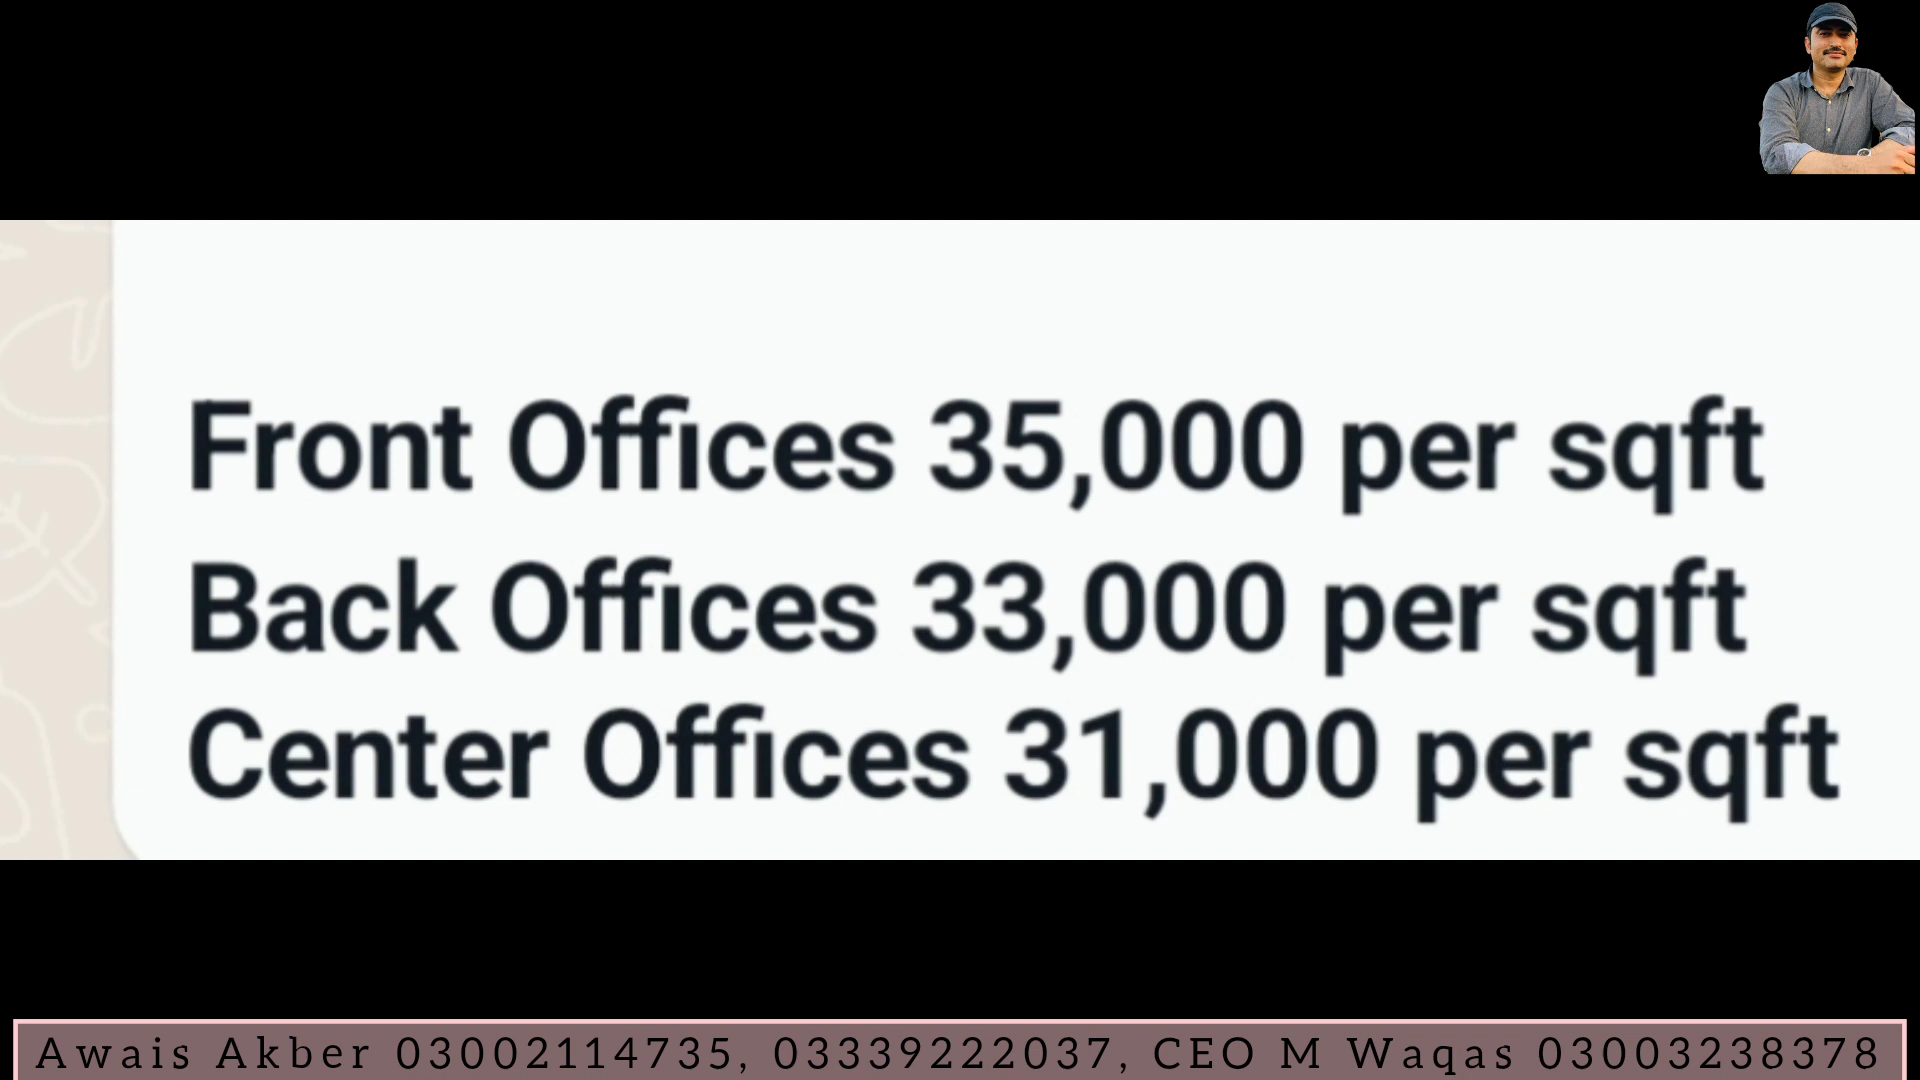 Front Offices 35,000 per sqft
Back Offices 33,000 per sqft
Center Offices 31,000 per sqft
Awais Akber 03002114735, 03339222037, CEO M Waqas 03003238378